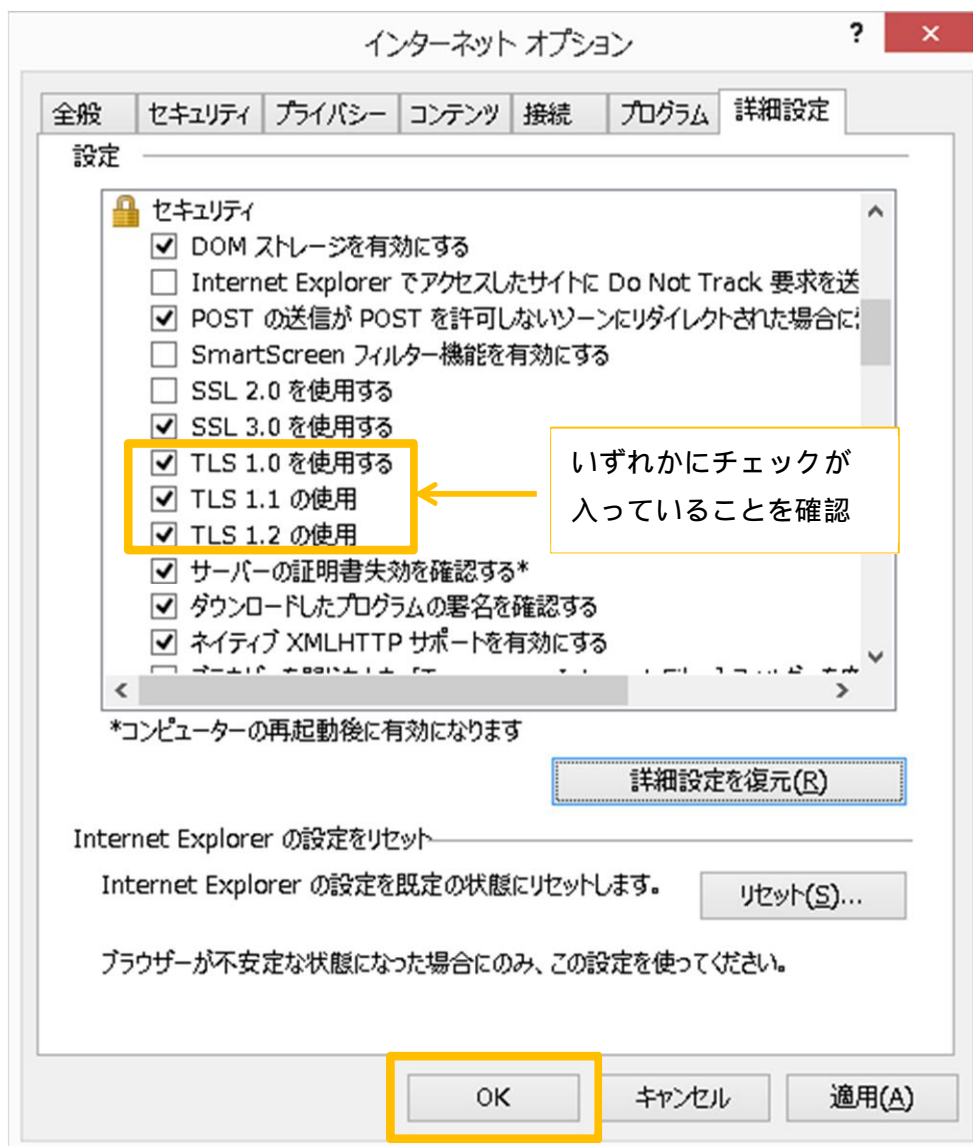 インターネット オプション
?
×
全般 セキュリティ プライバシー コンテンツ 接続 プログラム 詳細設定
設定
セキュリティ
DOM ストレージを有効にする
Internet Explorer でアクセスしたサイトに Do Not Track 要求を送
POST の送信が POST を許可しないゾーンにリダイレクトされた場合に
SmartScreen フィルター機能を有効にする
SSL 2.0 を使用する
SSL 3.0 を使用する
TLS 1.0 を使用する
TLS 1.1 の使用
TLS 1.2 の使用
いずれかにチェックが
入っていることを確認
サーバーの証明書失効を確認する*
ダウンロードしたプログラムの署名を確認する
ネイティブ XMLHTTP サポートを有効にする
*コンピューターの再起動後に有効になります
詳細設定を復元(R)
Internet Explorer の設定をリセット
Internet Explorer の設定を既定の状態にリセットします。
リセット(S)...
ブラウザーが不安定な状態になった場合にのみ、この設定を使ってください。
OK キャンセル 適用(A)